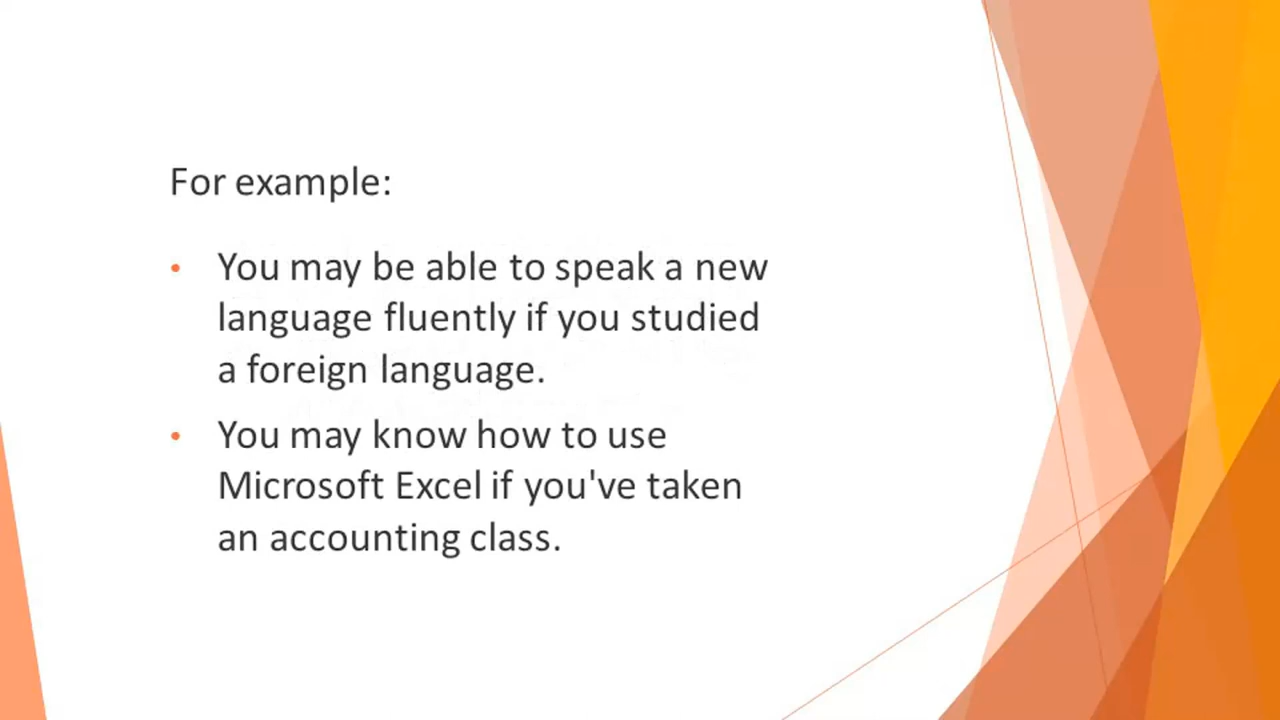 For example:
• You may be able to speak a new
language fluently if you studied
a foreign language.
• You may know how to use
Microsoft Excel if you've taken
an accounting class.